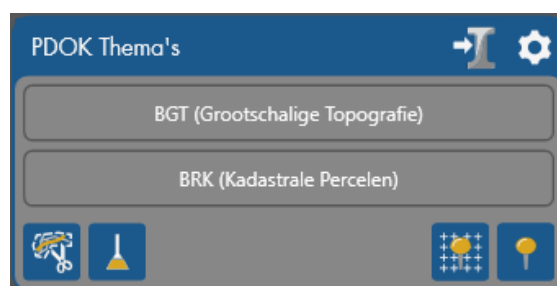 PDOK Thema's
BGT (Grootschalige Topografie)
BRK (Kadastrale Percelen)